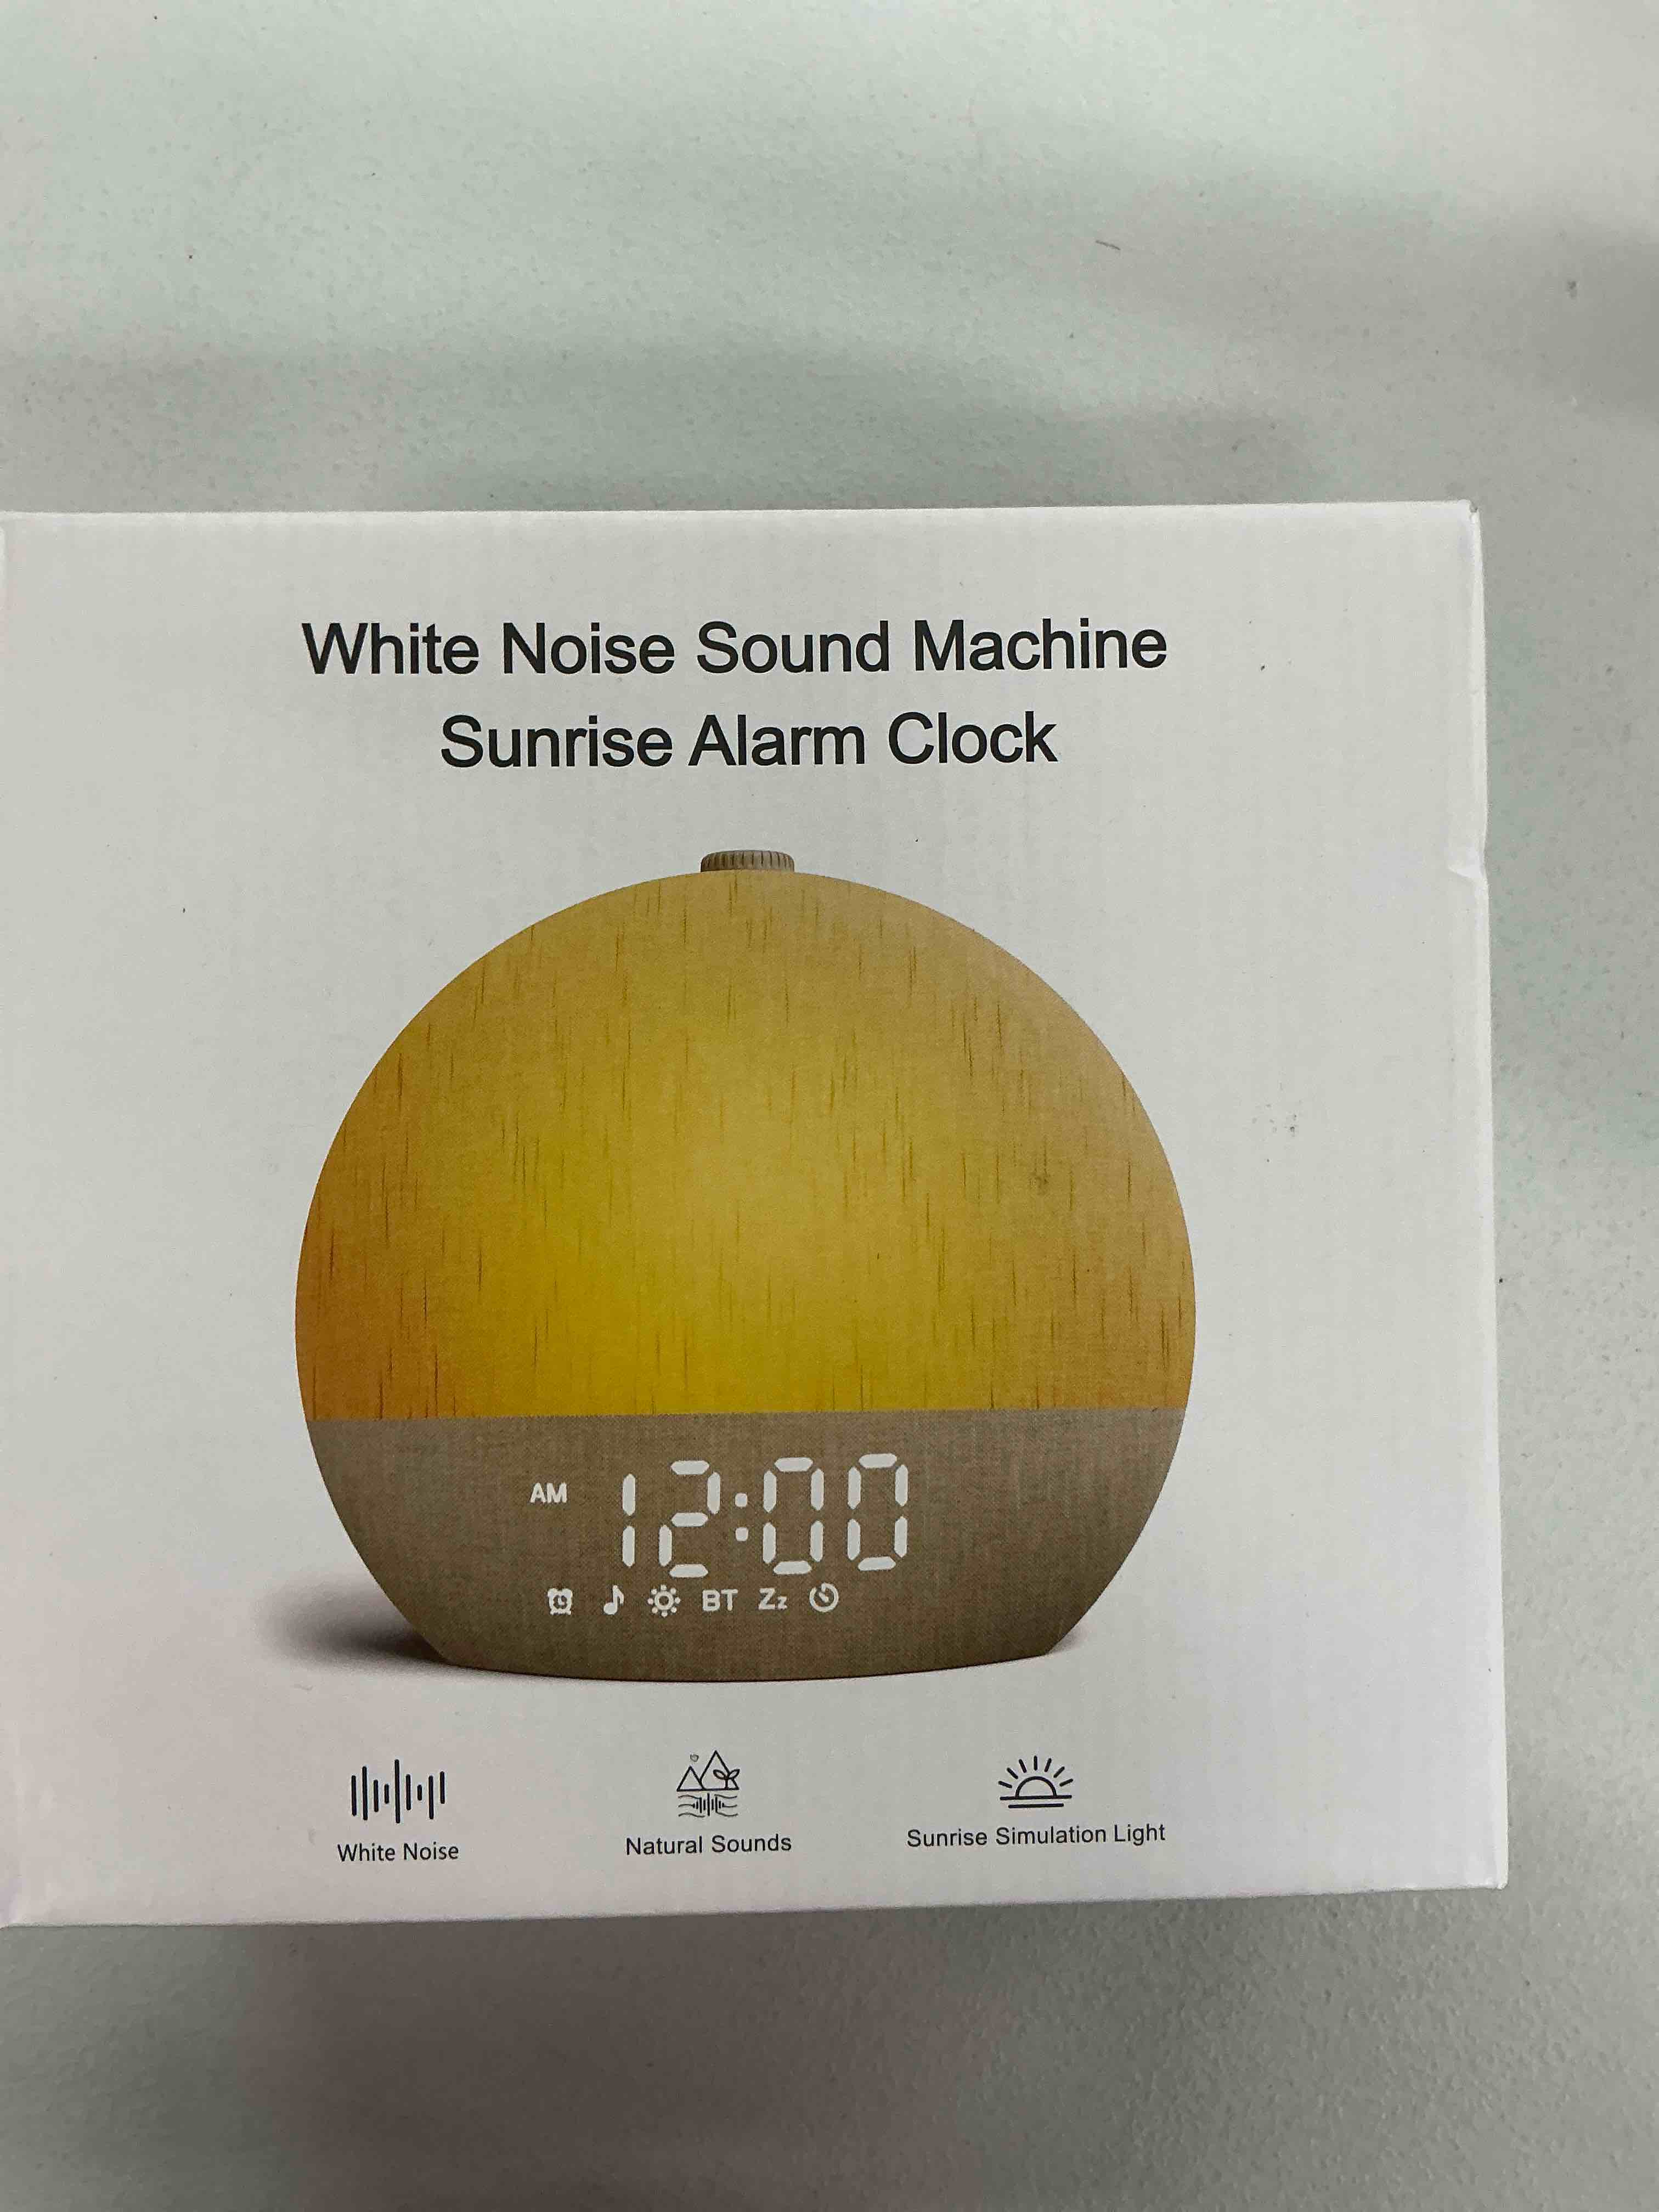 White Noise Sound Machine
Sunrise Alarm Clock
AM 12:00
BT Zz
White Noise
Natural Sounds
Sunrise Simulation Light